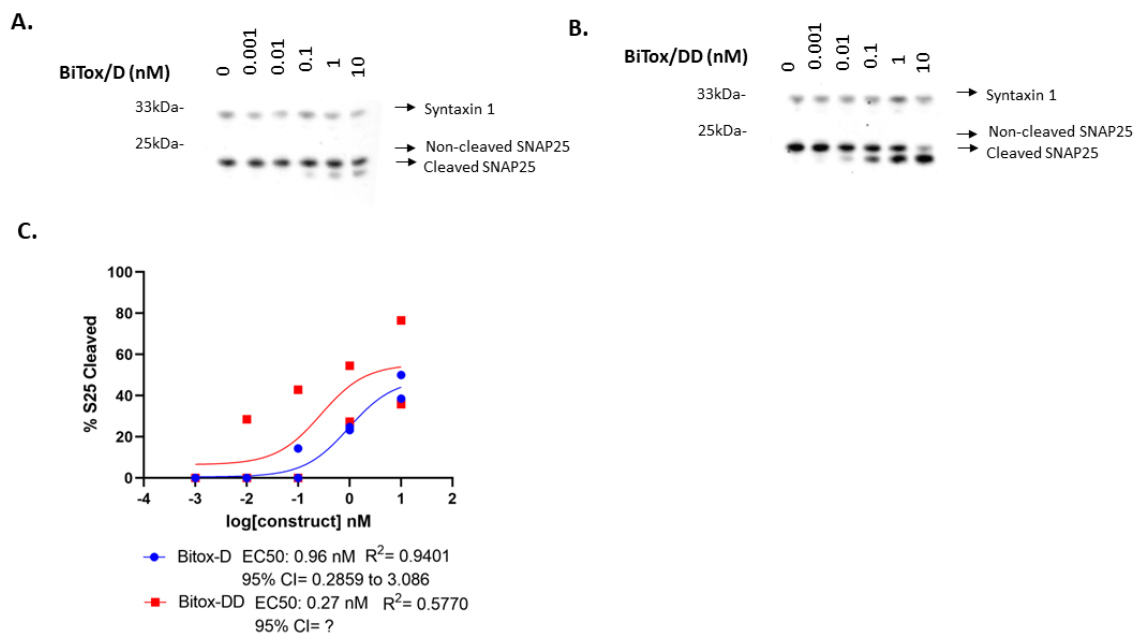 A.
BiTox/D (nM)
0 0.001 0.01 0.1 1 10
33kDa-
Syntaxin 1
25kDa-
Non-cleaved SNAP25
Cleaved SNAP25
B.
BiTox/DD (nM)
0 0.001 0.01 0.1 1 10
33kDa-
Syntaxin 1
25kDa-
Non-cleaved SNAP25
Cleaved SNAP25
C.
% S25 Cleaved
100
80
60
40
20
0
-4 -3 -2 -1 0 1 2
log[construct] nM
Bitox-D EC50: 0.96 nM R²= 0.9401
95% CI= 0.2859 to 3.086
Bitox-DD EC50: 0.27 nM R²= 0.5770
95% CI= ?